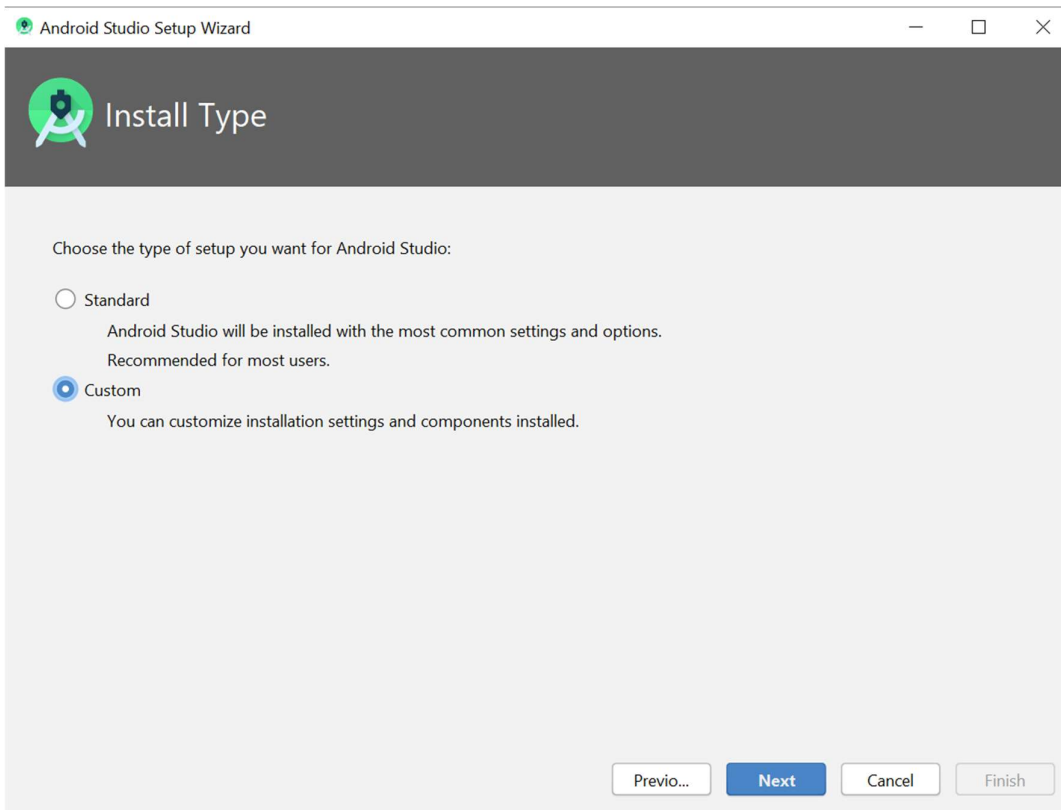 Android Studio Setup Wizard
Install Type
Choose the type of setup you want for Android Studio:
Standard
Android Studio will be installed with the most common settings and options.
Recommended for most users.
Custom
You can customize installation settings and components installed.
Previo... Next Cancel Finish